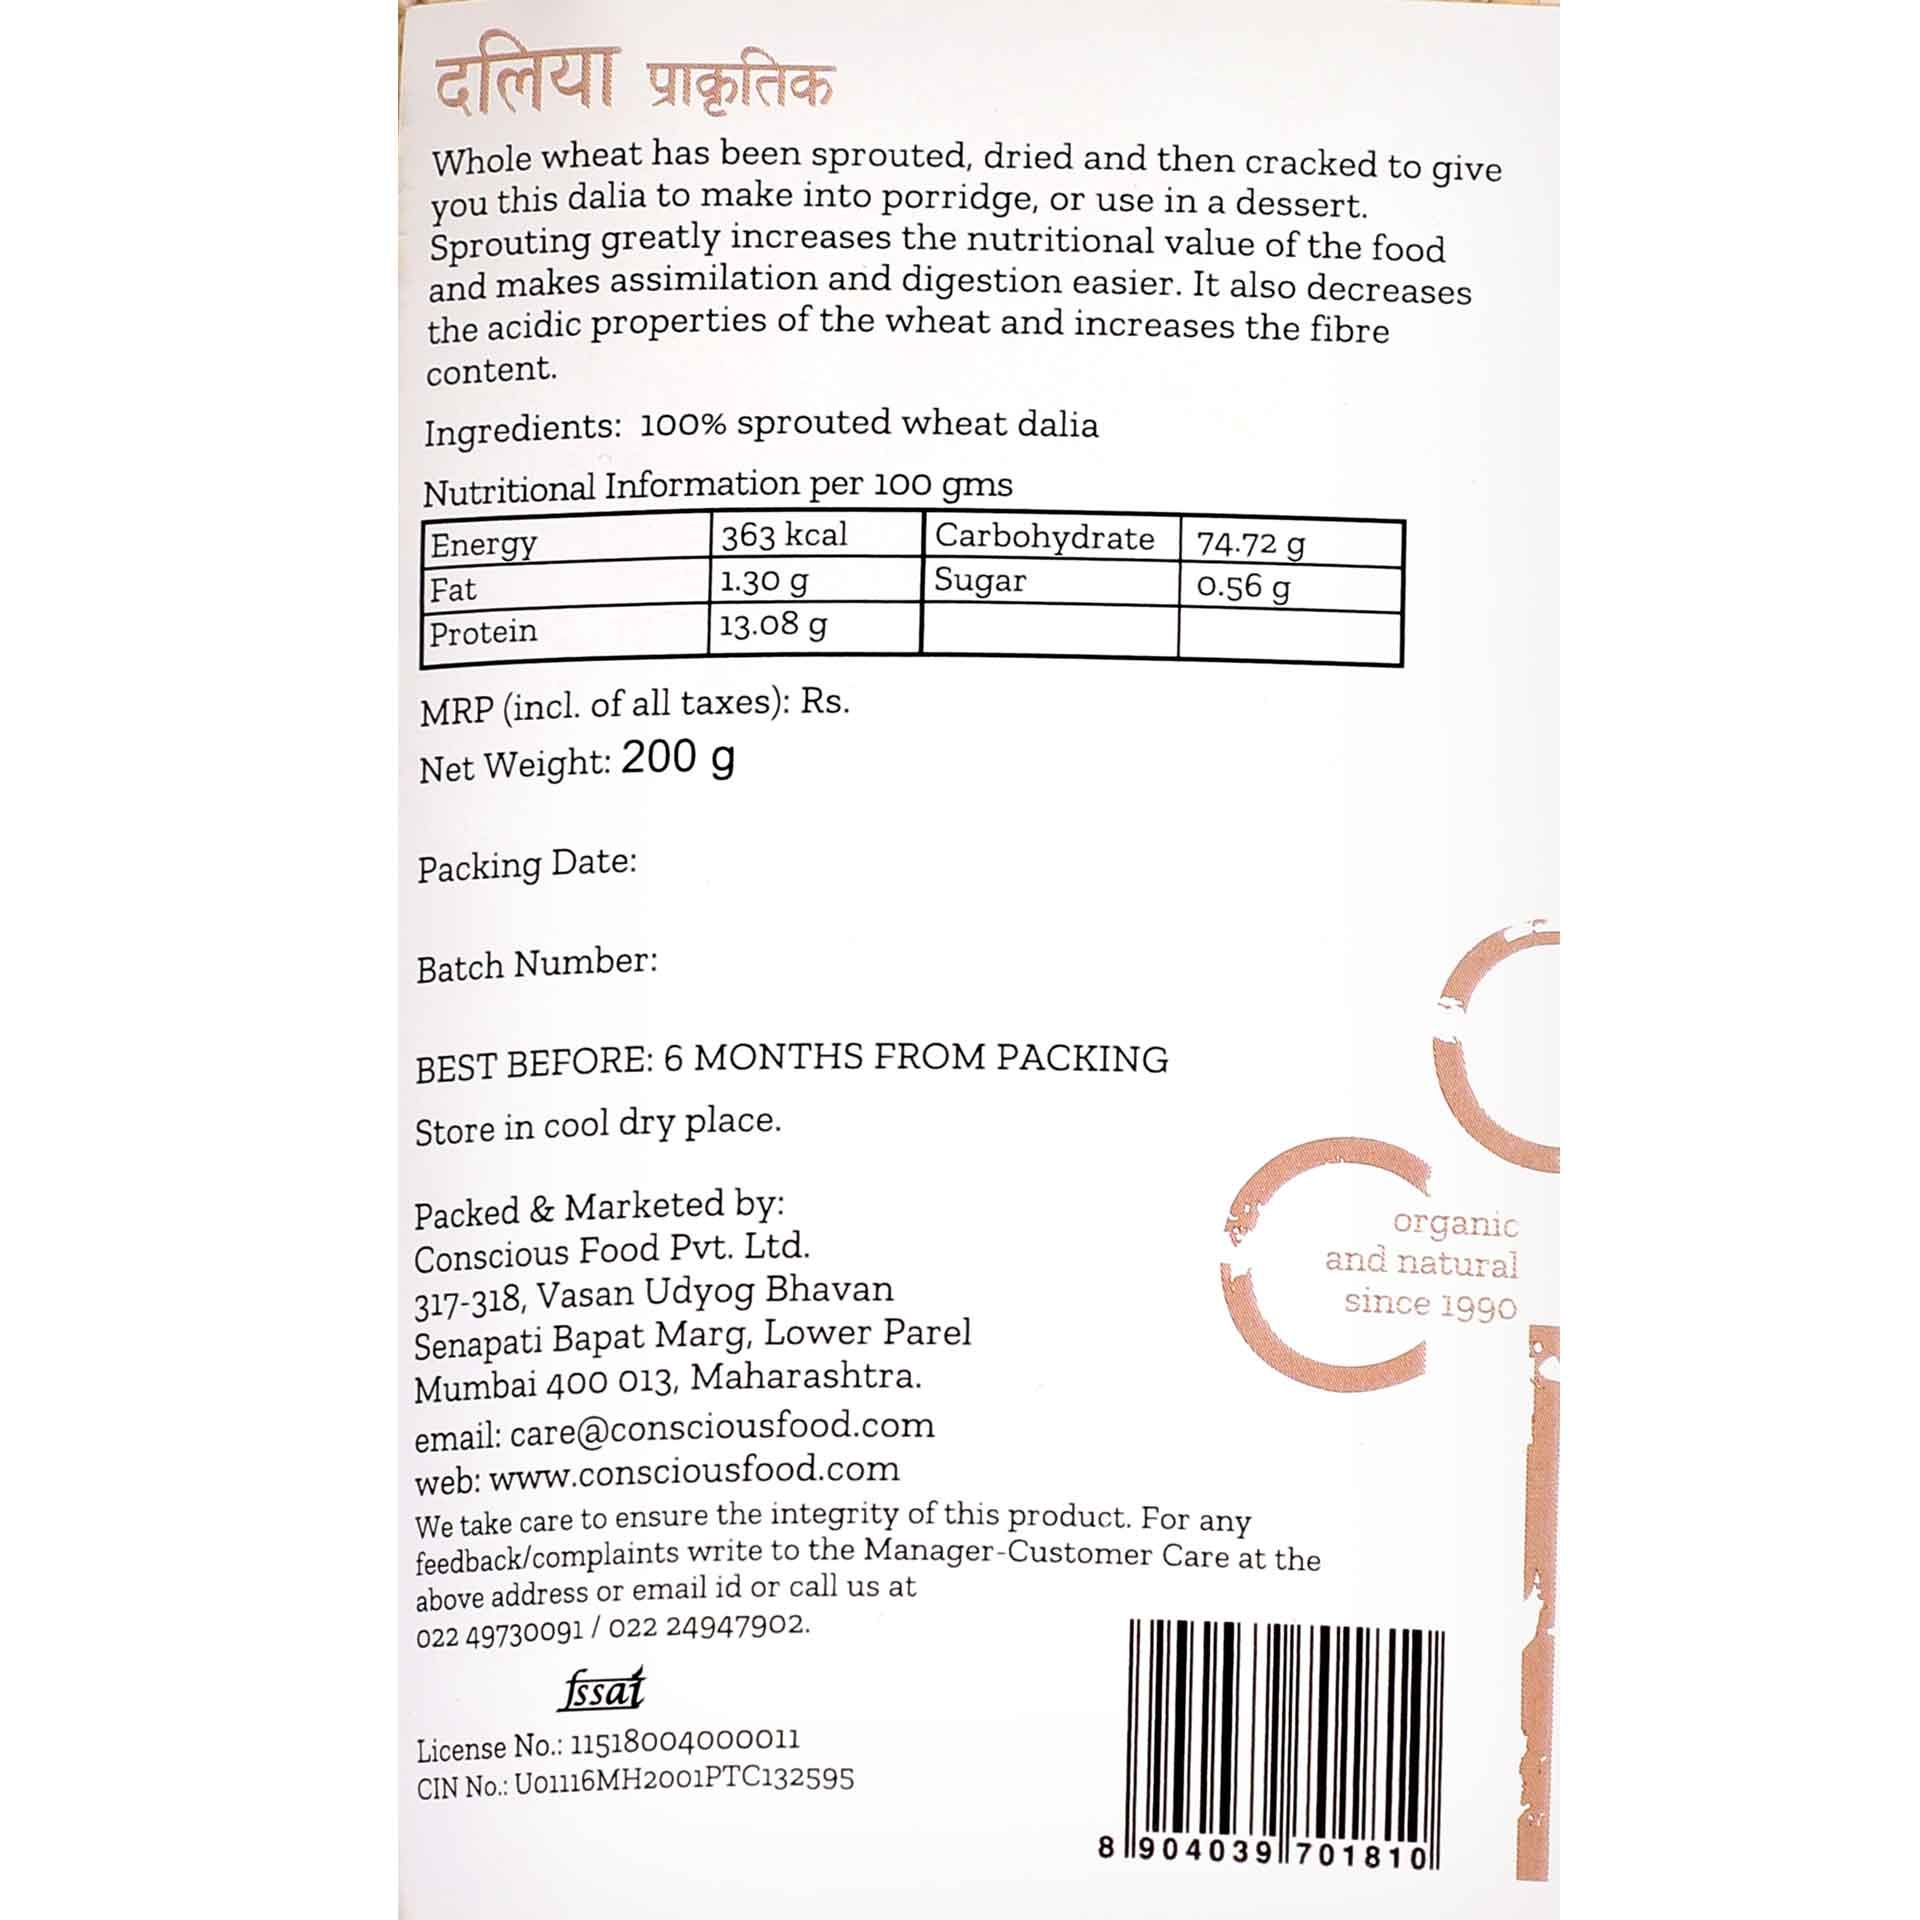 दलिया प्राकृतिक
Whole wheat has been sprouted, dried and then cracked to give
you this dalia to make into porridge, or use in a dessert.
Sprouting greatly increases the nutritional value of the food
and makes assimilation and digestion easier. It also decreases
the acidic properties of the wheat and increases the fibre
content.
Ingredients: 100% sprouted wheat dalia
Nutritional Information per 100 gms
Energy 363 kcal Carbohydrate 74.72 g
Fat 1.30 g Sugar 0.56 g
Protein 13.08 g
MRP (incl. of all taxes): Rs.
Net Weight: 200 g
Packing Date:
Batch Number:
BEST BEFORE: 6 MONTHS FROM PACKING
Store in cool dry place.
Packed & Marketed by:
Conscious Food Pvt. Ltd.
317-318, Vasan Udyog Bhavan
Senapati Bapat Marg, Lower Parel
Mumbai 400 013, Maharashtra.
email: care@consciousfood.com
web: www.consciousfood.com
We take care to ensure the integrity of this product. For any
feedback/complaints write to the Manager-Customer Care at the
above address or email id or call us at
022 49730091 / 022 24947902.
fssai
License No.: 11518004000011
CIN No.: U01116MH2001PTC132595
organic
and natural
since 1990
8 904039 701810